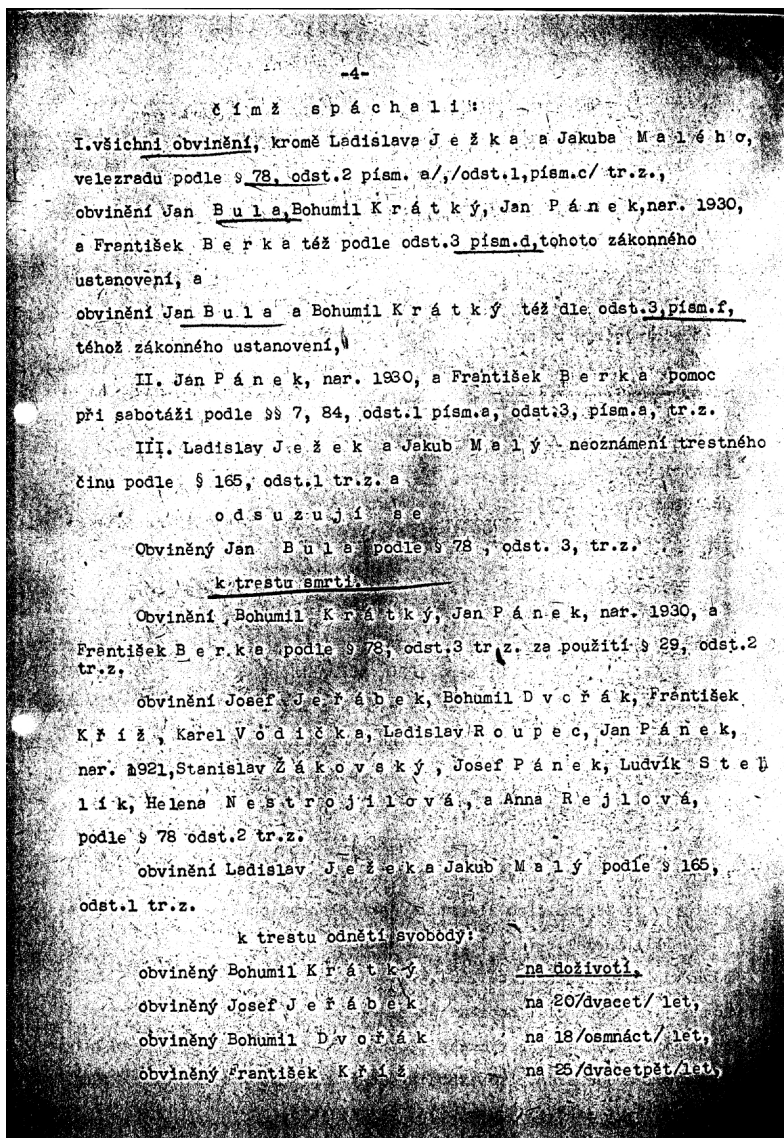 -4-
č í m ž   s p á c h a l i :
I.všichni obvinění, kromě Ladislava J e ž k a a Jakuba M a l é h o,
velezradu podle § 78, odst.2 písm. a/,/odst.1,písm.c/ tr.z.,
obvinění Jan B u l a,Bohumil K r á t k ý, Jan P á n e k,nar. 1930,
a František B e r k a též podle odst.3 písm.d,tohoto zákonného
ustanovení, a
obvinění Jan B u l a a Bohumil K r á t k ý též dle odst.3,písm.f,
téhož zákonného ustanovení,
II. Jan P á n e k, nar. 1930, a František B e r k a pomoc
při sabotáži podle §§ 7, 84, odst.1 písm.a, odst.3, písm.a, tr.z.
III. Ladislav J e ž e k a Jakub M a l ý - neoznámení trestného
činu podle § 165, odst.1 tr.z. a
o d s u z u j í   s e
Obviněný Jan B u l a podle § 78 , odst. 3, tr.z.
k trestu smrti.
Obvinění Bohumil K r á t k ý, Jan P á n e k, nar. 1930, a
František B e r k a podle § 78, odst.3 tr.z. za použití § 29, odst.2
tr.z.
obvinění Josef J e ř á b e k, Bohumil D v o ř á k, František
K ř í ž , Karel V o d i č k a, Ladislav R o u p e c, Jan P á n e k,
nar. 1921,Stanislav Ž á k o v s k ý , Josef P á n e k, Ludvík S t e h
l í k, Helena N e s t r o j i l o v á , a Anna R e j l o v á,
podle § 78 odst.2 tr.z.
obvinění Ladislav J e ž e k a Jakub M a l ý podle § 165,
odst.1 tr.z.
k trestu odnětí svobody:
obviněný Bohumil K r á t k ý na doživotí,
obviněný Josef J e ř á b e k na 20/dvacet/ let,
obviněný Bohumil D v o ř á k na 18/osmnáct/ let,
obviněný František K ř í ž na 25/dvacetpět/let,